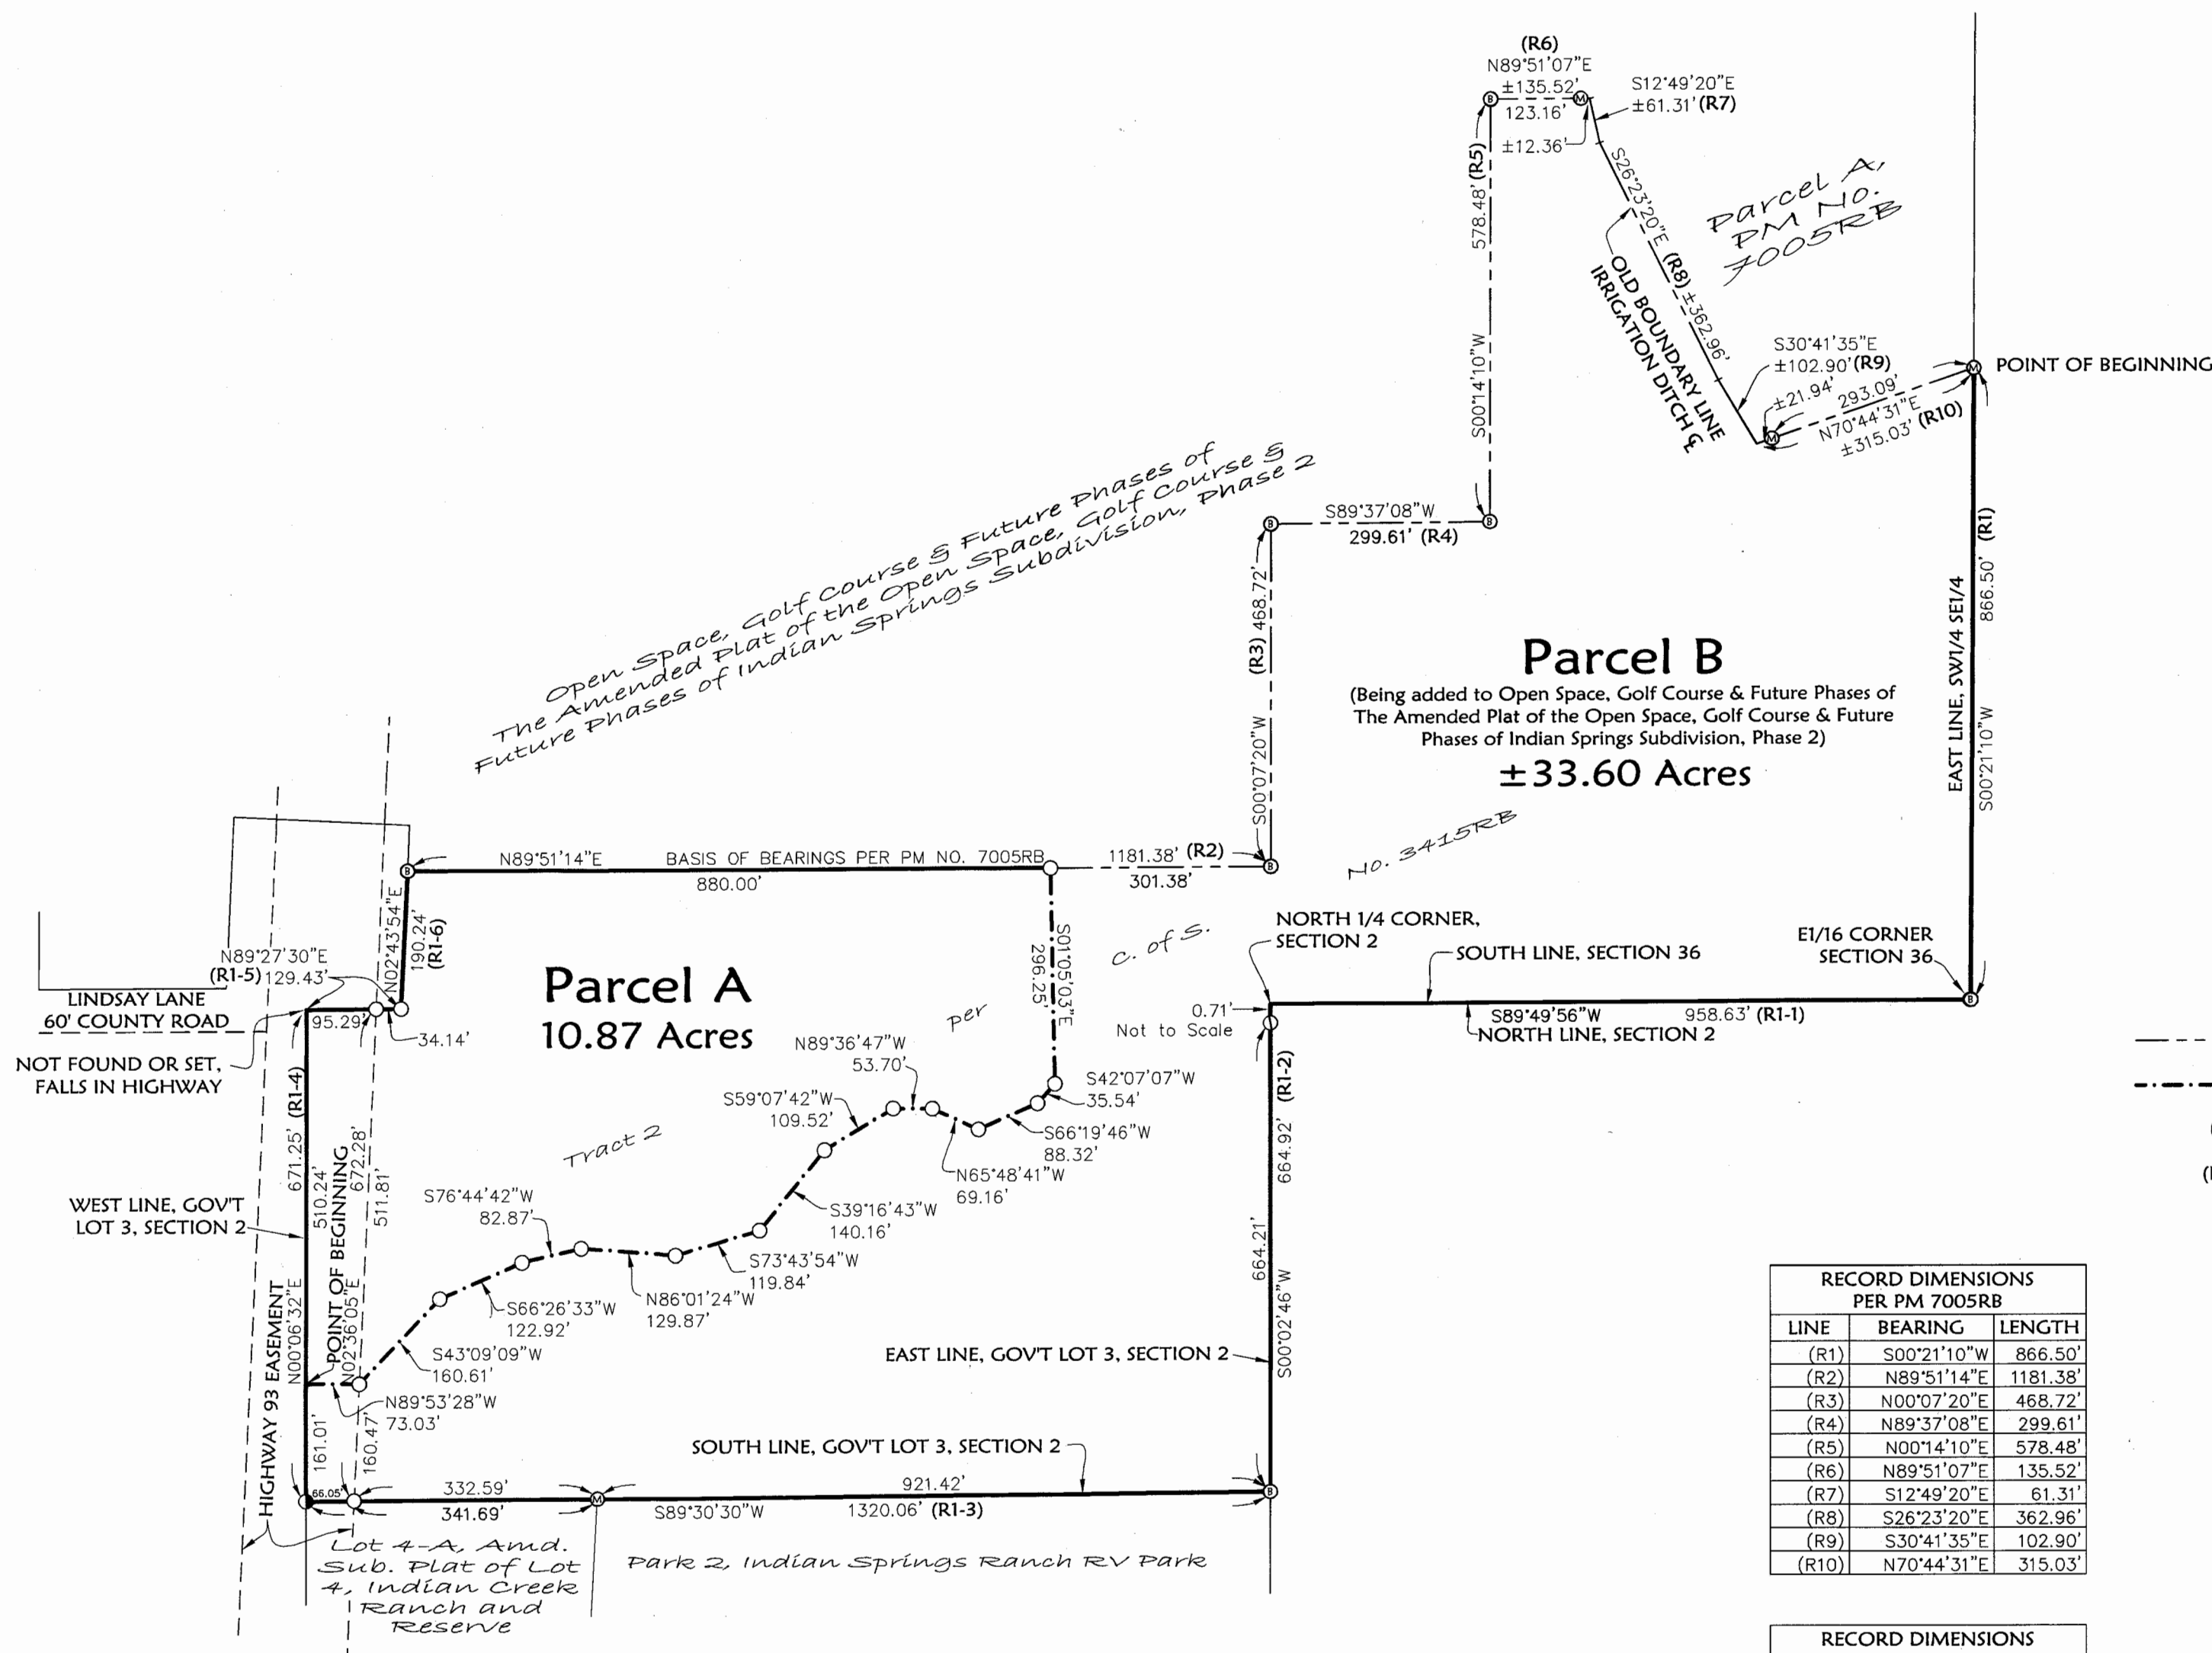 (R6)
N89°51'07"E
±135.52'
123.16'
±12.36'
S12°49'20"E
±61.31' (R7)
578.48' (R5)
S00°14'10"W
S26°23'20"E (R8) ±362.96'
OLD BOUNDARY LINE
IRRIGATION DITCH ℄
Parcel A,
PM No.
7005RB
S30°41'35"E
±102.90' (R9)
±21.94'
293.09'
N70°44'31"E
±315.03' (R10)
POINT OF BEGINNING
S89°37'08"W
299.61' (R4)
(R3) 468.72'
S00°07'20"W
866.50' (R1)
S00°21'10"W
EAST LINE, SW1/4 SE1/4
Open Space, Golf Course & Future Phases of
The Amended Plat of the Open Space, Golf Course &
Future Phases of Indian Springs Subdivision, Phase 2
Parcel B
(Being added to Open Space, Golf Course & Future Phases of
The Amended Plat of the Open Space, Golf Course & Future
Phases of Indian Springs Subdivision, Phase 2)
±33.60 Acres
N89°51'14"E BASIS OF BEARINGS PER PM NO. 7005RB
880.00'
1181.38' (R2)
301.38'
No. 3415RB
C. of S.
per
Tract 2
N02°43'54"E
190.24'
(R1-6)
N89°27'30"E
(R1-5) 129.43'
LINDSAY LANE
60' COUNTY ROAD
95.29'
34.14'
NOT FOUND OR SET,
FALLS IN HIGHWAY
Parcel A
10.87 Acres
S01°05'03"E
296.25'
NORTH 1/4 CORNER,
SECTION 2
SOUTH LINE, SECTION 36
E1/16 CORNER
SECTION 36
0.71'
Not to Scale
S89°49'56"W 958.63' (R1-1)
NORTH LINE, SECTION 2
N89°36'47"W
53.70'
S59°07'42"W
109.52'
S42°07'07"W
35.54'
S66°19'46"W
88.32'
N65°48'41"W
69.16'
S39°16'43"W
140.16'
S76°44'42"W
82.87'
S73°43'54"W
119.84'
N86°01'24"W
129.87'
S66°26'33"W
122.92'
S43°09'09"W
160.61'
N89°53'28"W
73.03'
671.25' (R1-4)
510.24'
N00°06'32"E
WEST LINE, GOV'T
LOT 3, SECTION 2
POINT OF BEGINNING
672.28'
511.81'
N02°36'05"E
HIGHWAY 93 EASEMENT
161.01'
160.47'
664.92' (R1-2)
664.21'
S00°02'46"W
EAST LINE, GOV'T LOT 3, SECTION 2
SOUTH LINE, GOV'T LOT 3, SECTION 2
66.05'
332.59'
341.69'
921.42'
S89°30'30"W 1320.06' (R1-3)
Lot 4-A, Amd.
Sub. Plat of Lot
4, Indian Creek
Ranch and
Reserve
Park 2, Indian Springs Ranch RV Park
RECORD DIMENSIONS
PER PM 7005RB
LINE BEARING LENGTH
(R1) S00°21'10"W 866.50'
(R2) N89°51'14"E 1181.38'
(R3) N00°07'20"E 468.72'
(R4) N89°37'08"E 299.61'
(R5) N00°14'10"E 578.48'
(R6) N89°51'07"E 135.52'
(R7) S12°49'20"E 61.31'
(R8) S26°23'20"E 362.96'
(R9) S30°41'35"E 102.90'
(R10) N70°44'31"E 315.03'
RECORD DIMENSIONS